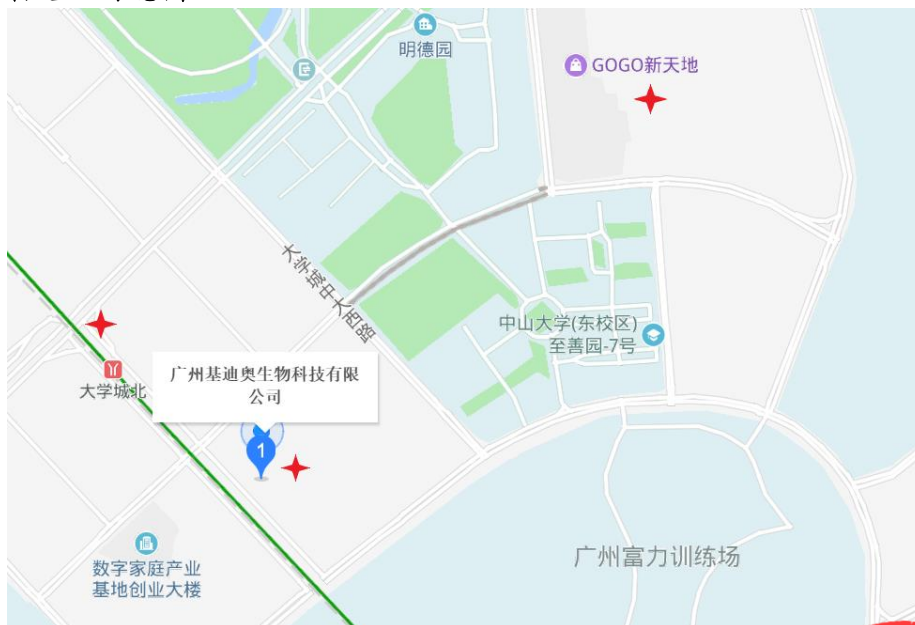 明德园
GOGO新天地
大学城中大西路
中山大学(东校区)
至善园-7号
大学城北
广州基迪奥生物科技有限
公司
1
数字家庭产业
基地创业大楼
广州富力训练场